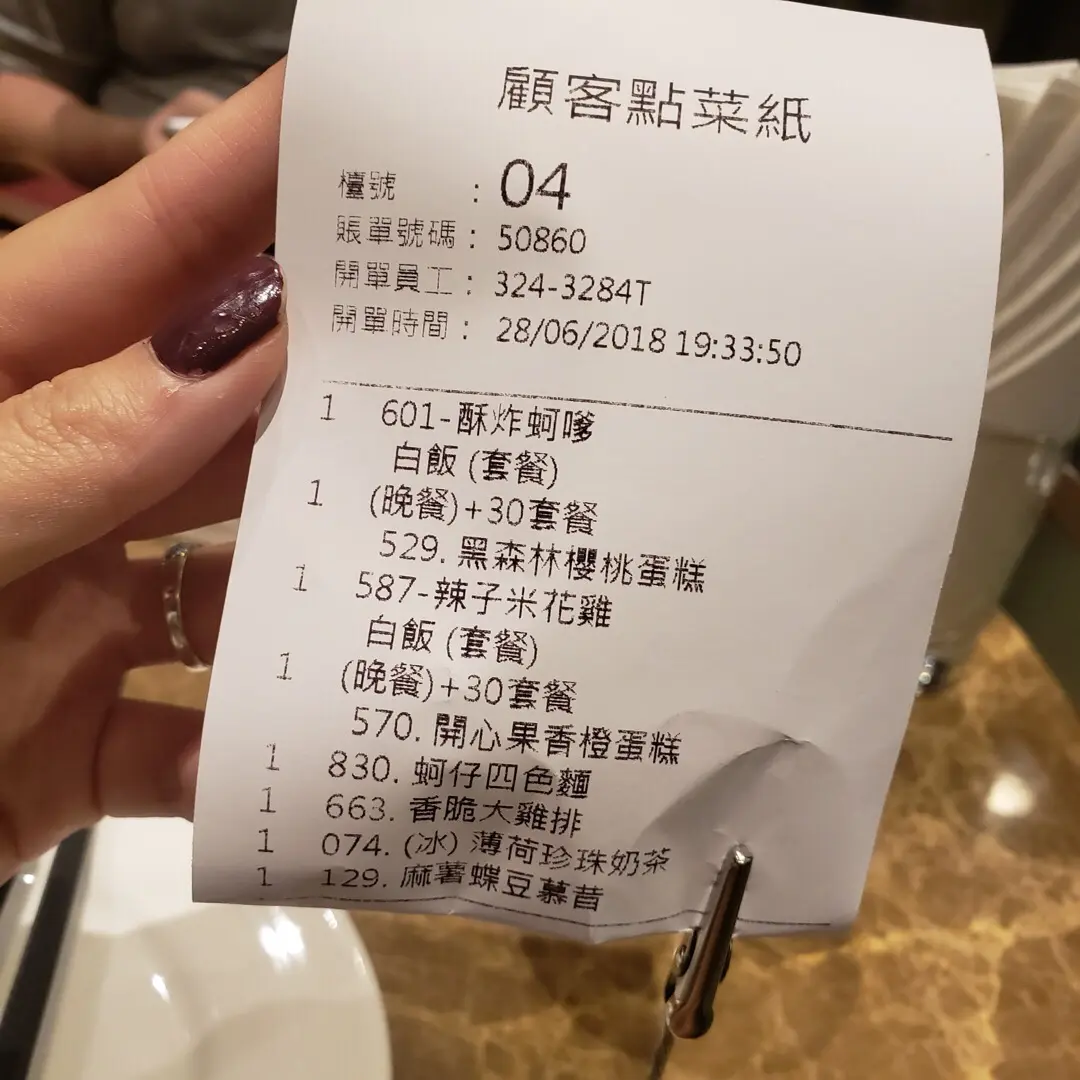 顧客點菜紙
檯號 : 04
賬單號碼 : 50860
開單員工 : 324-3284T
開單時間 : 28/06/2018 19:33:50
1 601-酥炸蚵嗲
白飯 (套餐)
1 (晚餐)+30套餐
529. 黑森林櫻桃蛋糕
1 587-辣子米花雞
白飯 (套餐)
1 (晚餐)+30套餐
570. 開心果香橙蛋糕
1 830. 蚵仔四色麵
1 663. 香脆大雞排
1 074. (冰) 薄荷珍珠奶茶
1 129. 麻薯蝶豆慕昔